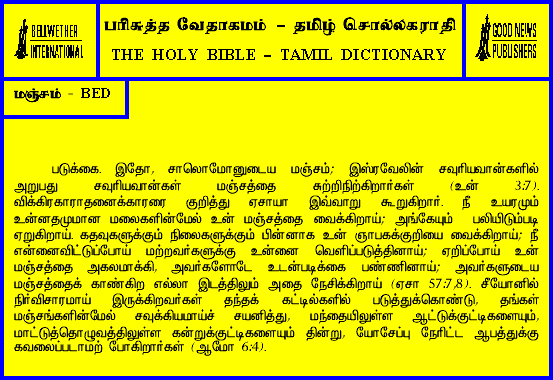 BELLWETHER
INTERNATIONAL
பரிசுத்த வேதாகமம் - தமிழ் சொல்லகராதி
THE HOLY BIBLE - TAMIL DICTIONARY
GOOD NEWS
PUBLISHERS
மஞ்சம் - BED
படுக்கை. இதோ, சாலொமோனுடைய மஞ்சம்; இஸ்ரவேலின் சவுரியவான்களில்
அறுபது சவுரியவான்கள் மஞ்சத்தை சுற்றிநிற்கிறார்கள் (உன் 3:7).
விக்கிரகாராதனைக்காரரை குறித்து ஏசாயா இவ்வாறு கூறுகிறார். நீ உயரமும்
உன்னதமுமான மலைகளின்மேல் உன் மஞ்சத்தை வைக்கிறாய்; அங்கேயும் பலியிடும்படி
ஏறுகிறாய். கதவுகளுக்கும் நிலைகளுக்கும் பின்னாக உன் ஞாபகக்குறியை வைக்கிறாய்; நீ
என்னைவிட்டுப்போய் மற்றவர்களுக்கு உன்னை வெளிப்படுத்தினாய்; ஏறிப்போய் உன்
மஞ்சத்தை அகலமாக்கி, அவர்களோடே உடன்படிக்கை பண்ணினாய்; அவர்களுடைய
மஞ்சத்தைக் காண்கிற எல்லா இடத்திலும் அதை நேசிக்கிறாய் (ஏசா 57:7,8). சீயோனில்
நிர்விசாரமாய் இருக்கிறவர்கள் தந்தக் கட்டில்களில் படுத்துக்கொண்டு, தங்கள்
மஞ்சங்களின்மேல் சவுக்கியமாய்ச் சயனித்து, மந்தையிலுள்ள ஆட்டுக்குட்டிகளையும்,
மாட்டுத்தொழுவத்திலுள்ள கன்றுக்குட்டிகளையும் தின்று, யோசேப்பு நேரிட்ட ஆபத்துக்கு
கவலைப்படாமற் போகிறார்கள் (ஆமோ 6:4).